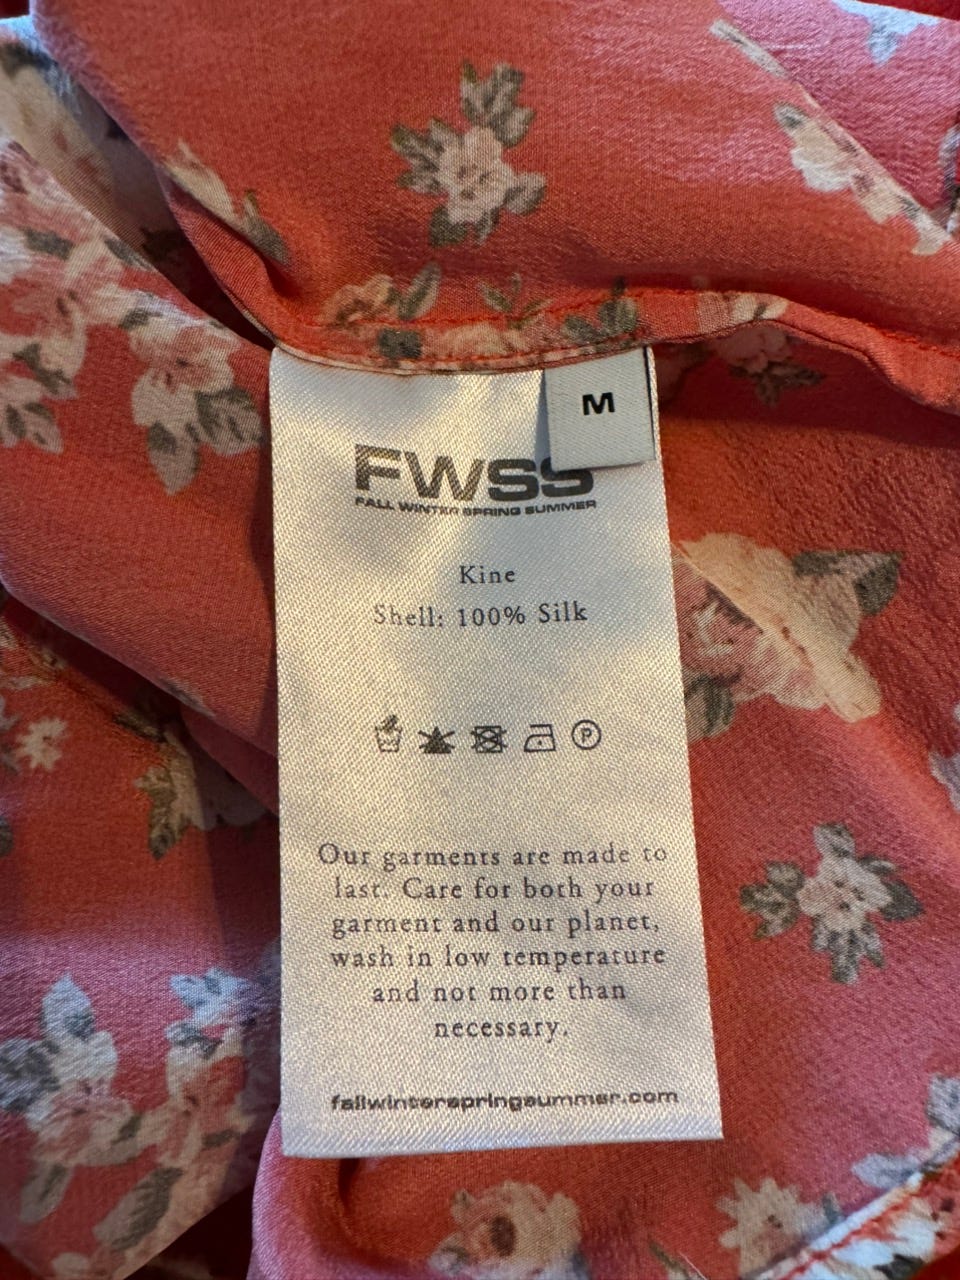 M
FWSS
FALL WINTER SPRING SUMMER
Kine
Shell: 100% Silk
P
Our garments are made to
last. Care for both your
garment and our planet,
wash in low temperature
and not more than
necessary.
fallwinterspringsummer.com